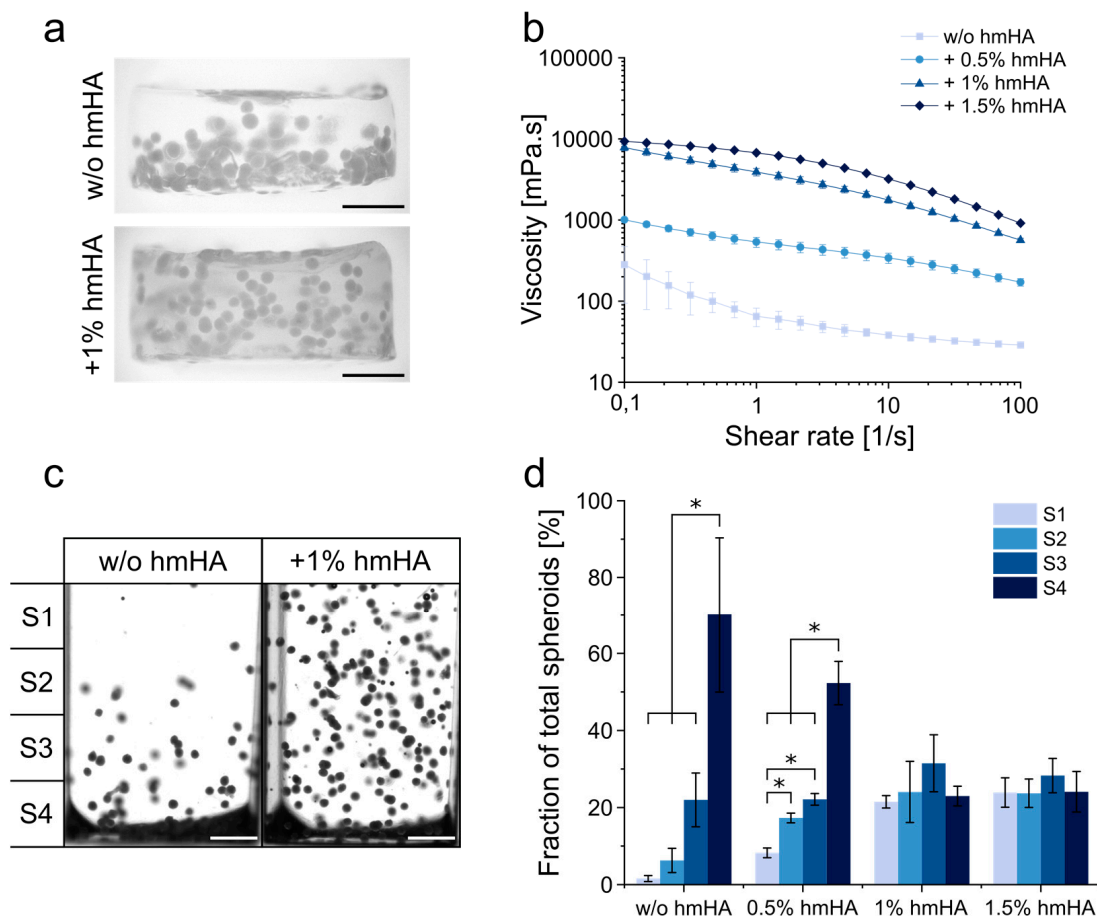 a
w/o hmHA
+1% hmHA
b
w/o hmHA
+ 0.5% hmHA
+ 1% hmHA
+ 1.5% hmHA
100000
10000
1000
100
10
0,1
1
10
100
Viscosity [mPa.s]
Shear rate [1/s]
c
w/o hmHA
+1% hmHA
S1
S2
S3
S4
d
S1
S2
S3
S4
100
80
60
40
20
0
Fraction of total spheroids [%]
*
*
*
*
w/o hmHA
0.5% hmHA
1% hmHA
1.5% hmHA